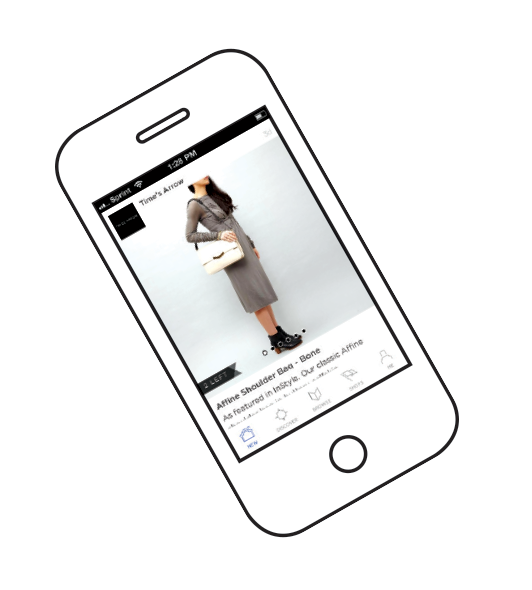 Sprint 1:28 PM
Time's Arrow
2 LEFT
Affine Shoulder Bag - Bone
As featured in InStyle. Our classic Affine
NEW DISCOVER BROWSE SHOPS ME